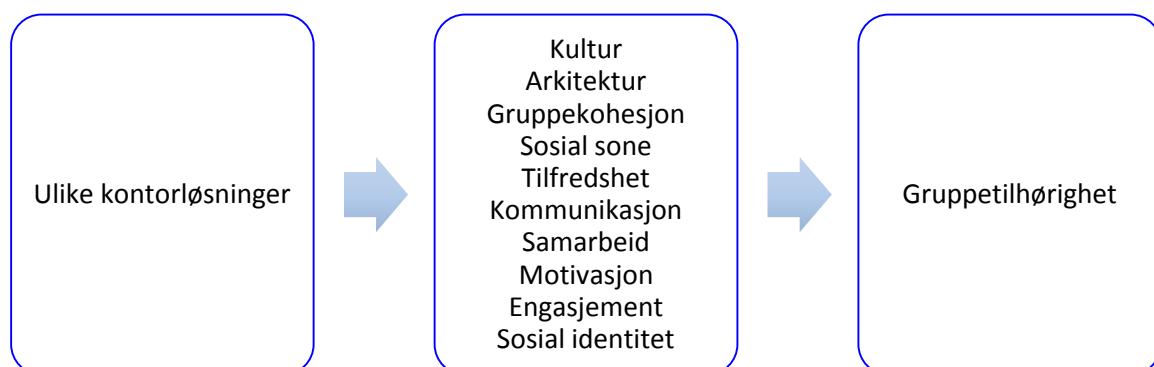 Ulike kontorløsninger
Kultur
Arkitektur
Gruppekohesjon
Sosial sone
Tilfredshet
Kommunikasjon
Samarbeid
Motivasjon
Engasjement
Sosial identitet
Gruppetilhørighet